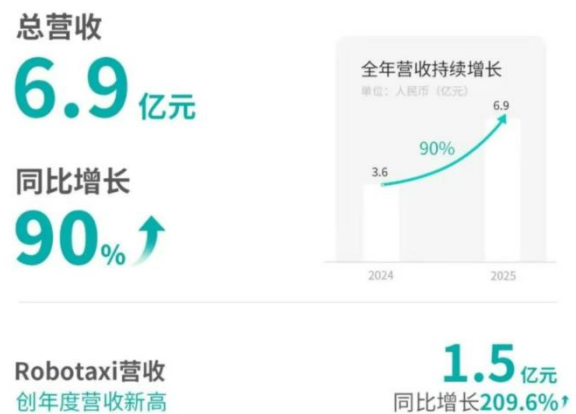 总营收
6.9 亿元
同比增长
90%
全年营收持续增长
单位：人民币（亿元）
6.9
90%
3.6
2024 2025
Robotaxi营收
创年度营收新高
1.5 亿元
同比增长209.6%